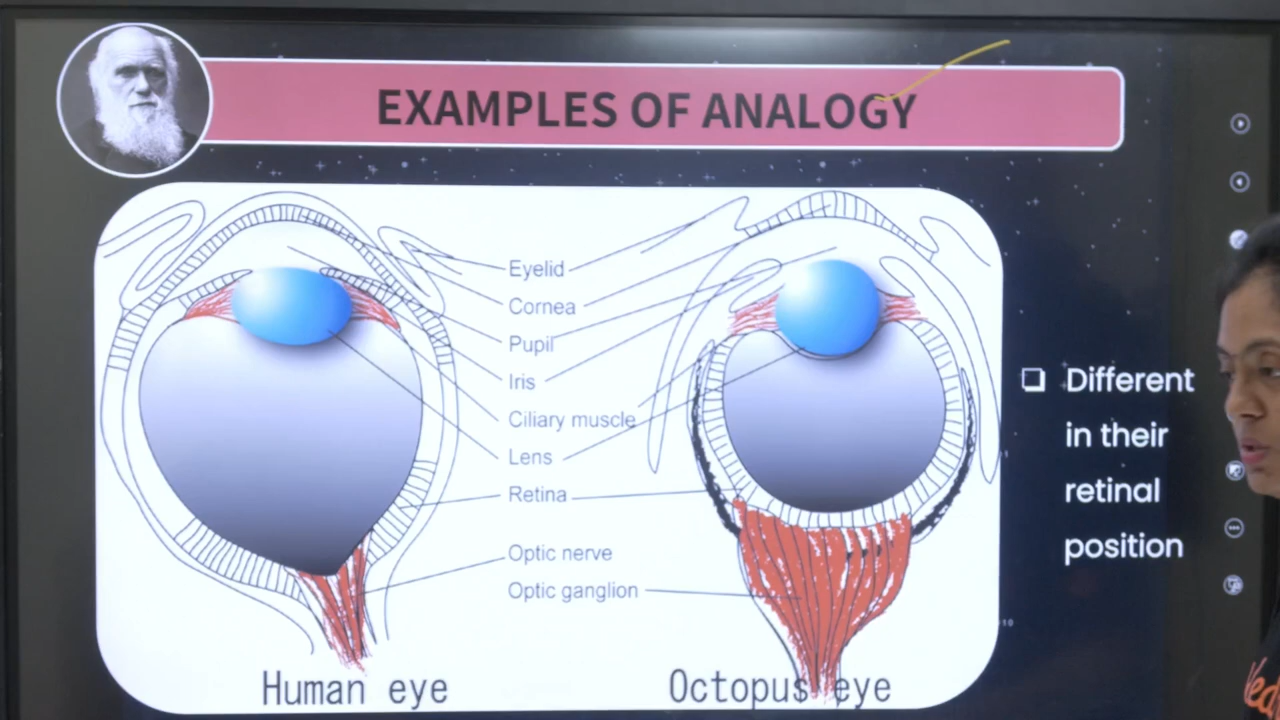 EXAMPLES OF ANALOGY
Eyelid
Cornea
Pupil
Iris
Ciliary muscle
Lens
Retina
Optic nerve
Optic ganglion
Human eye
Octopus eye
Different
in their
retinal
position